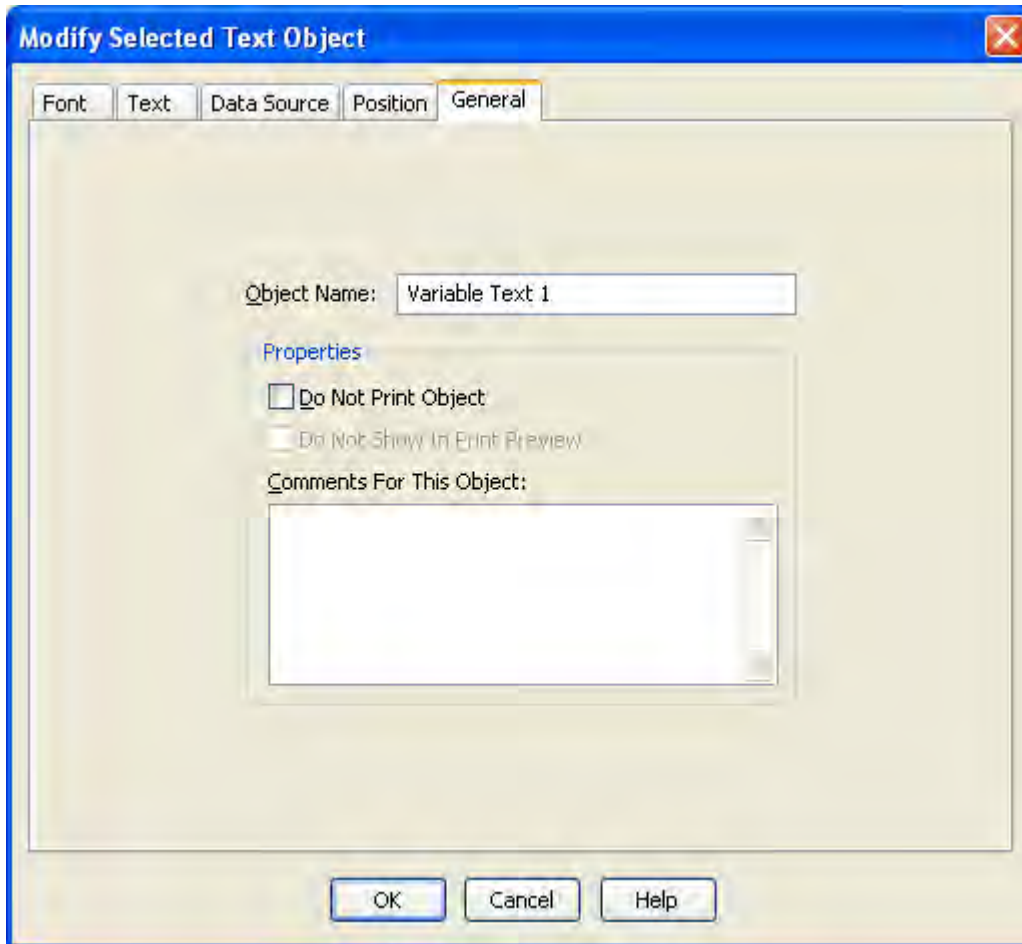 Modify Selected Text Object
Font Text Data Source Position General
Object Name: Variable Text 1
Properties
Do Not Print Object
Do Not Show In Print Preview
Comments For This Object:
OK Cancel Help